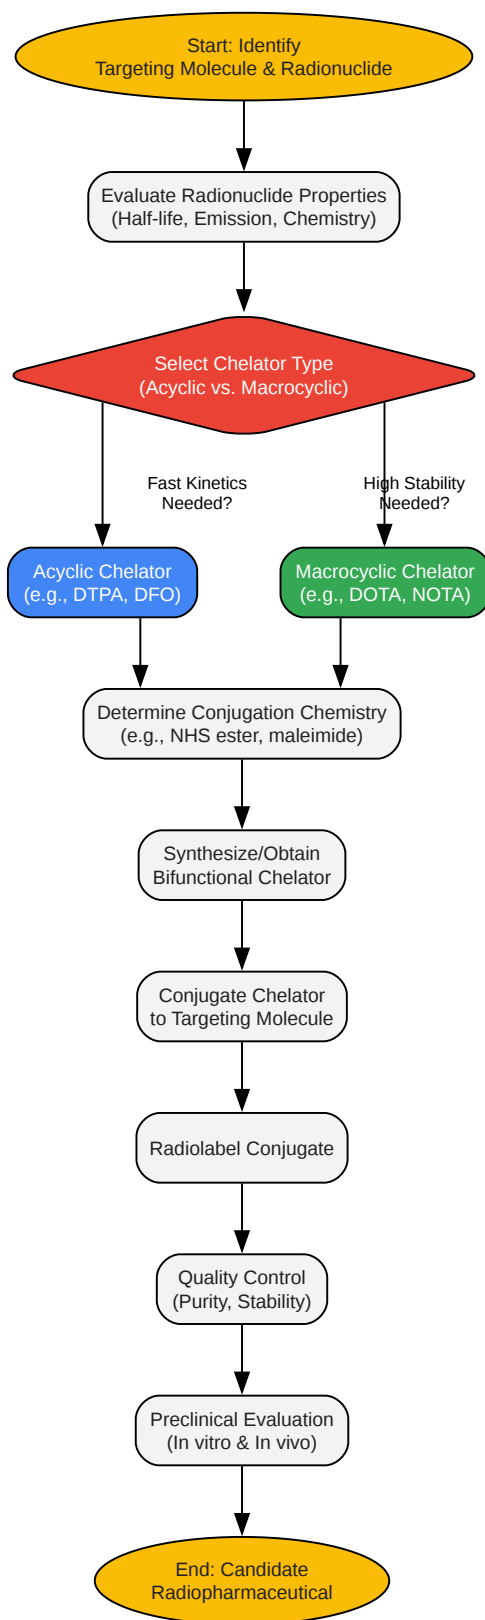 Start: Identify
Targeting Molecule & Radionuclide
Evaluate Radionuclide Properties
(Half-life, Emission, Chemistry)
Select Chelator Type
(Acyclic vs. Macrocyclic)
Fast Kinetics
Needed?
High Stability
Needed?
Acyclic Chelator
(e.g., DTPA, DFO)
Macrocyclic Chelator
(e.g., DOTA, NOTA)
Determine Conjugation Chemistry
(e.g., NHS ester, maleimide)
Synthesize/Obtain
Bifunctional Chelator
Conjugate Chelator
to Targeting Molecule
Radiolabel Conjugate
Quality Control
(Purity, Stability)
Preclinical Evaluation
(In vitro & In vivo)
End: Candidate
Radiopharmaceutical